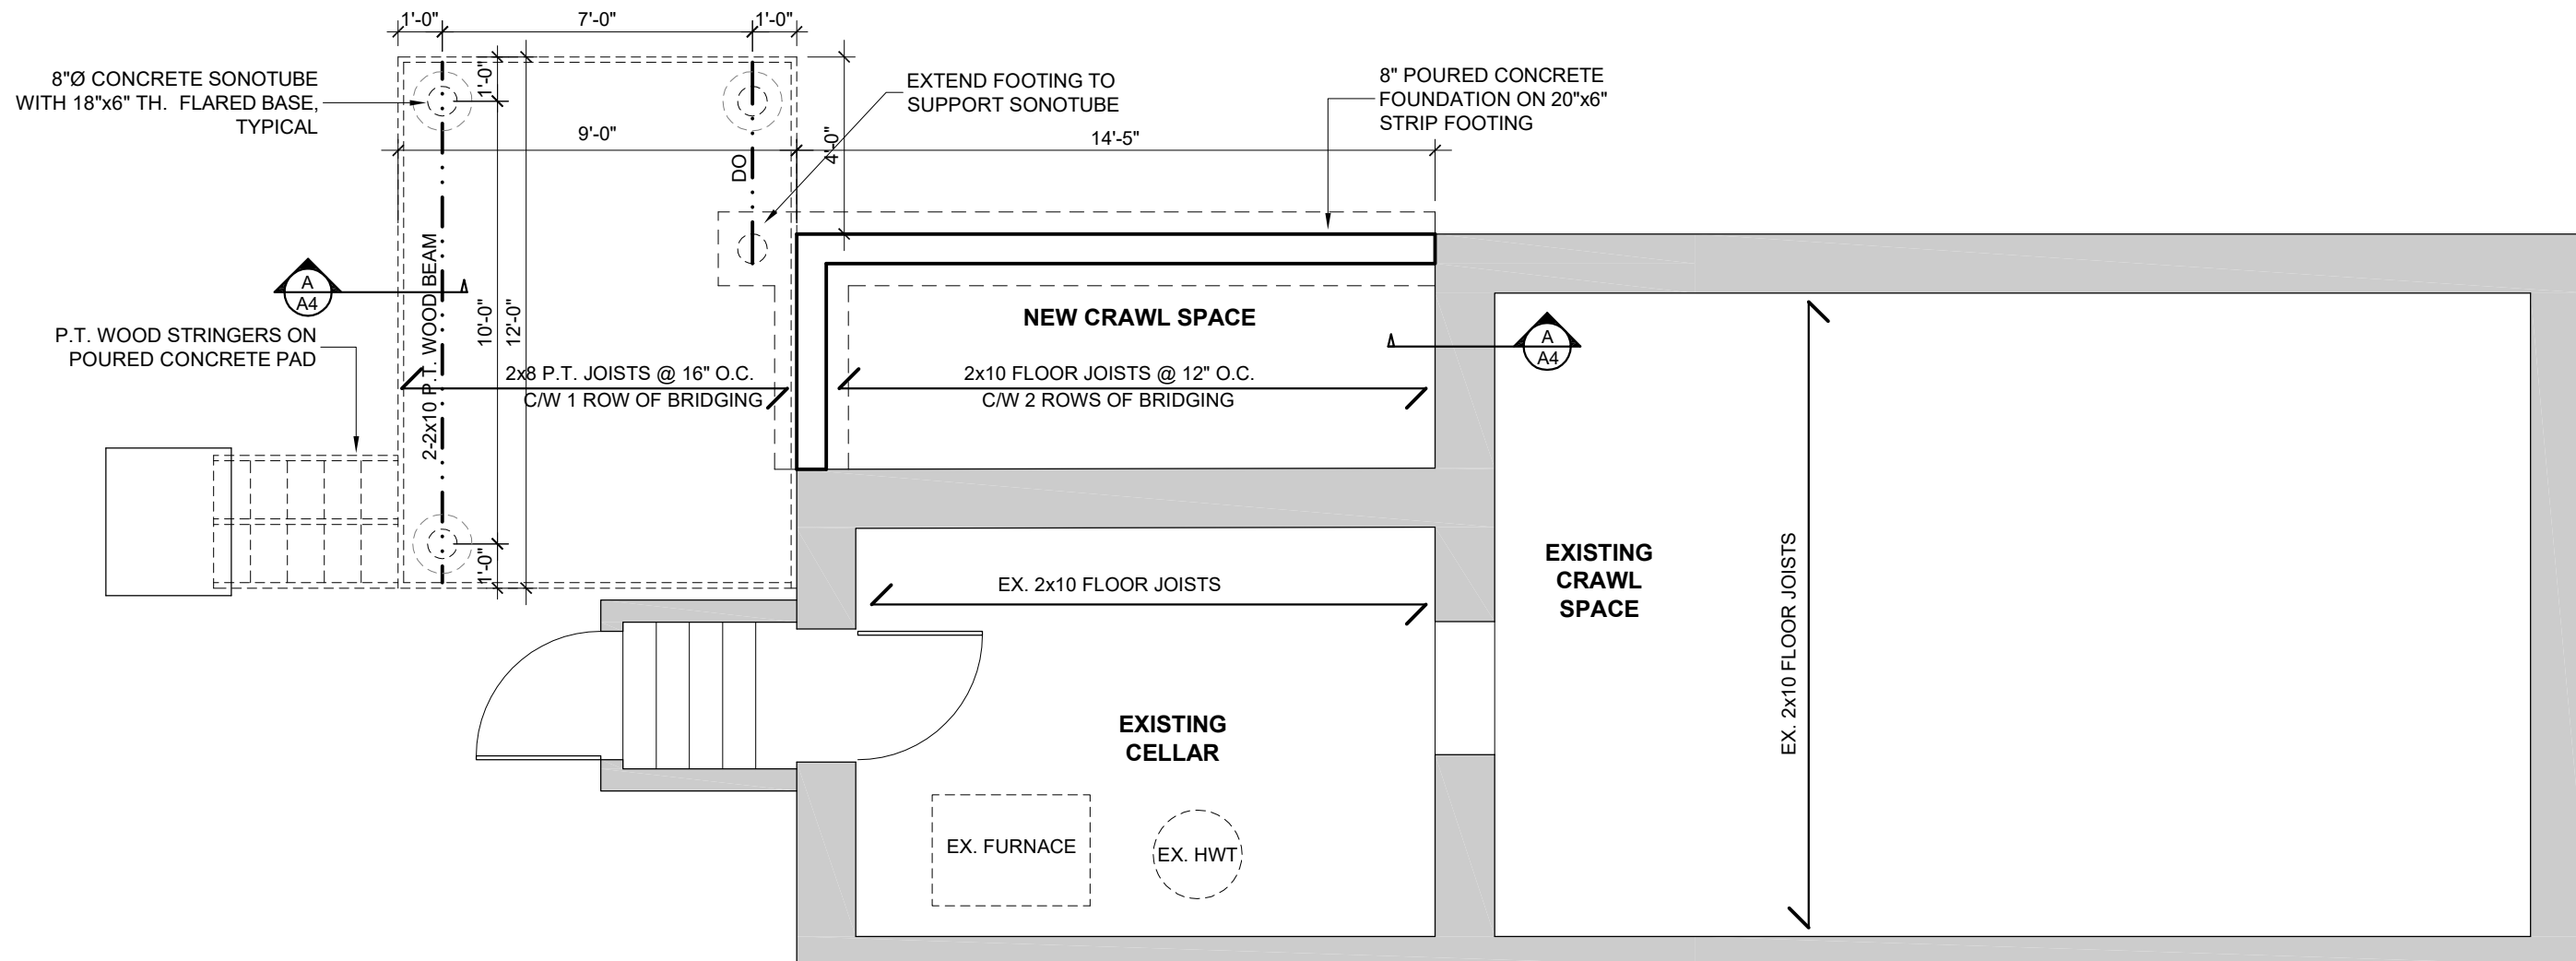 1'-0"
7'-0"
1'-0"
8"Ø CONCRETE SONOTUBE
WITH 18"x6" TH. FLARED BASE,
TYPICAL
1'-0"
EXTEND FOOTING TO
SUPPORT SONOTUBE
8" POURED CONCRETE
FOUNDATION ON 20"x6"
STRIP FOOTING
9'-0"
4'-0"
14'-5"
DO
2-2x10 P.T. WOOD BEAM
A
A4
10'-0"
12'-0"
NEW CRAWL SPACE
A
A4
P.T. WOOD STRINGERS ON
POURED CONCRETE PAD
2x8 P.T. JOISTS @ 16" O.C.
C/W 1 ROW OF BRIDGING
2x10 FLOOR JOISTS @ 12" O.C.
C/W 2 ROWS OF BRIDGING
1'-0"
EX. 2x10 FLOOR JOISTS
EXISTING
CRAWL
SPACE
EX. 2x10 FLOOR JOISTS
EXISTING
CELLAR
EX. FURNACE
EX. HWT